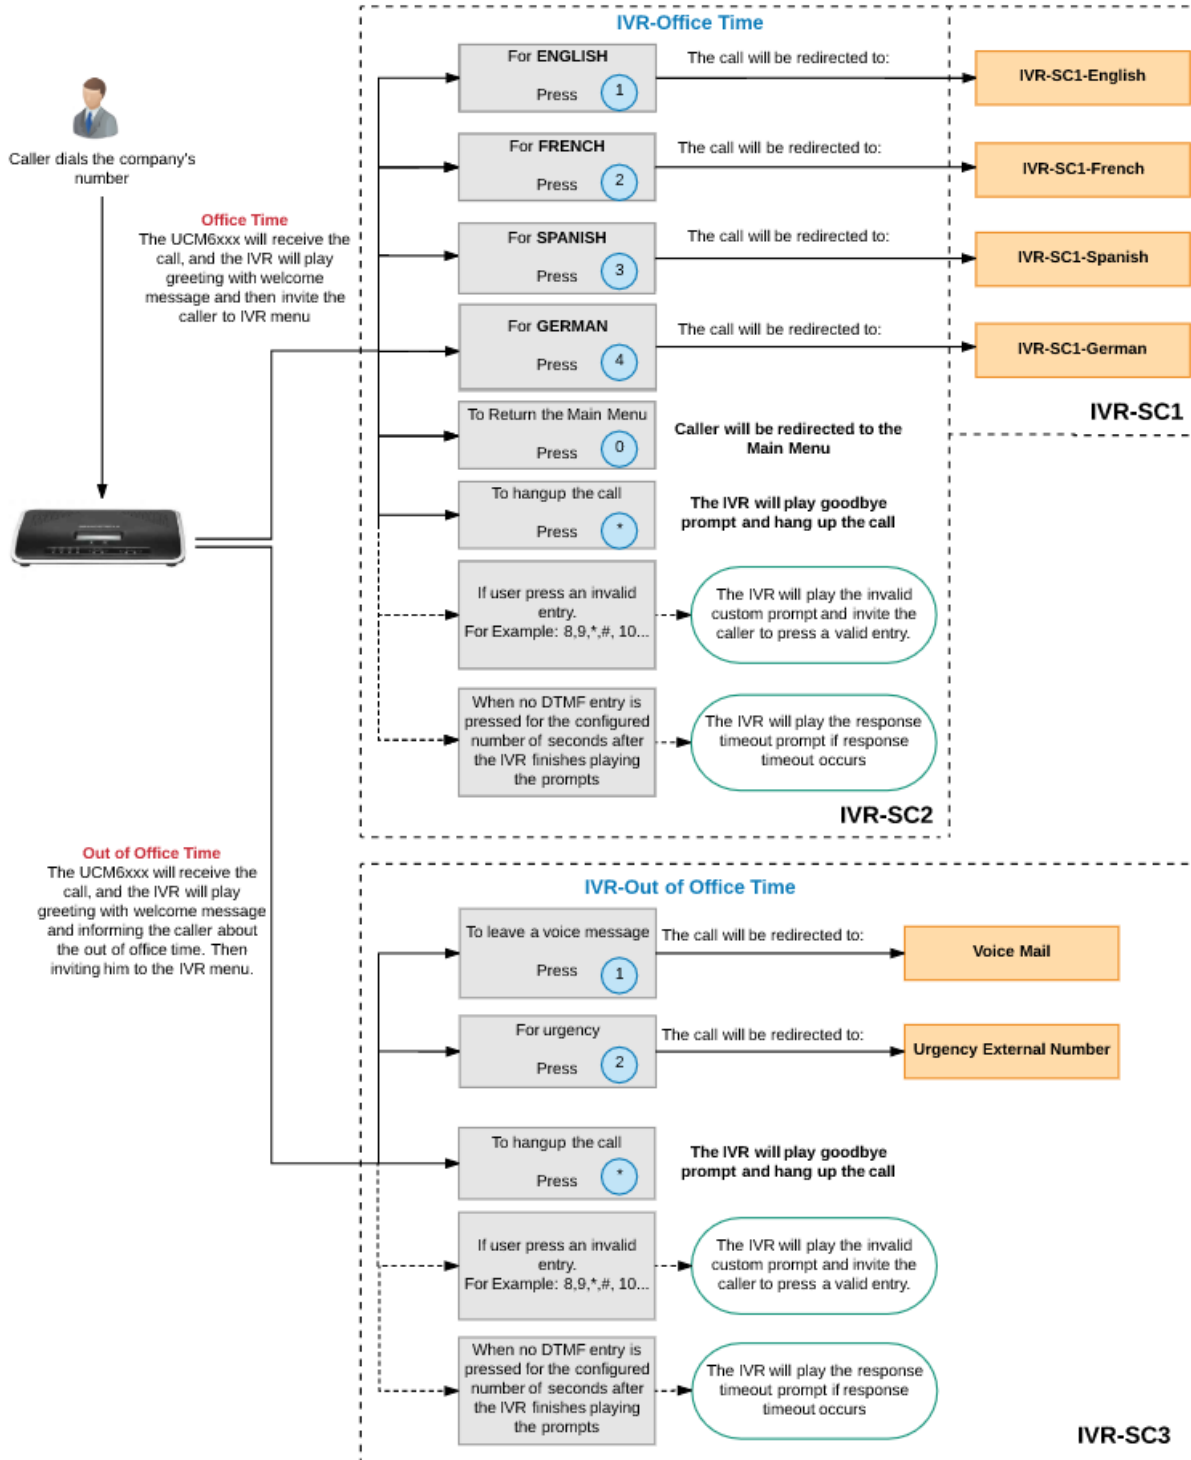 IVR-Office Time
For ENGLISH
Press 1
The call will be redirected to:
IVR-SC1-English
Caller dials the company's
number
For FRENCH
Press 2
The call will be redirected to:
IVR-SC1-French
Office Time
The UCM6xxx will receive the
call, and the IVR will play
greeting with welcome
message and then invite the
caller to IVR menu
For SPANISH
Press 3
The call will be redirected to:
IVR-SC1-Spanish
For GERMAN
Press 4
The call will be redirected to:
IVR-SC1-German
IVR-SC1
To Return the Main Menu
Press 0
Caller will be redirected to the
Main Menu
To hangup the call
Press *
The IVR will play goodbye
prompt and hang up the call
If user press an invalid
entry.
For Example: 8,9,*,#, 10...
The IVR will play the invalid
custom prompt and invite the
caller to press a valid entry.
When no DTMF entry is
pressed for the configured
number of seconds after
the IVR finishes playing
the prompts
The IVR will play the response
timeout prompt if response
timeout occurs
IVR-SC2
Out of Office Time
The UCM6xxx will receive the
call, and the IVR will play
greeting with welcome message
and informing the caller about
the out of office time. Then
inviting him to the IVR menu.
IVR-Out of Office Time
To leave a voice message
Press 1
The call will be redirected to:
Voice Mail
For urgency
Press 2
The call will be redirected to:
Urgency External Number
To hangup the call
Press *
The IVR will play goodbye
prompt and hang up the call
If user press an invalid
entry.
For Example: 8,9,*,#, 10...
The IVR will play the invalid
custom prompt and invite the
caller to press a valid entry.
When no DTMF entry is
pressed for the configured
number of seconds after
the IVR finishes playing
the prompts
The IVR will play the response
timeout prompt if response
timeout occurs
IVR-SC3